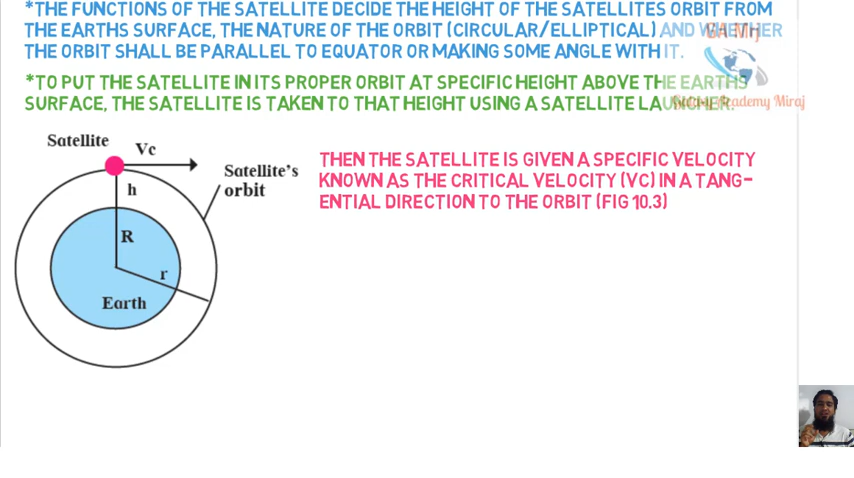 *THE FUNCTIONS OF THE SATELLITE DECIDE THE HEIGHT OF THE SATELLITES ORBIT FROM
THE EARTHS SURFACE, THE NATURE OF THE ORBIT (CIRCULAR/ELLIPTICAL) AND WHETHER
THE ORBIT SHALL BE PARALLEL TO EQUATOR OR MAKING SOME ANGLE WITH IT.
*TO PUT THE SATELLITE IN ITS PROPER ORBIT AT SPECIFIC HEIGHT ABOVE THE EARTHS
SURFACE, THE SATELLITE IS TAKEN TO THAT HEIGHT USING A SATELLITE LAUNCHER.
Academy Miraj
THEN THE SATELLITE IS GIVEN A SPECIFIC VELOCITY
KNOWN AS THE CRITICAL VELOCITY (VC) IN A TANG-
ENTIAL DIRECTION TO THE ORBIT (FIG 10.3)
Satellite
Vc
h
Satellite's
orbit
R
r
Earth